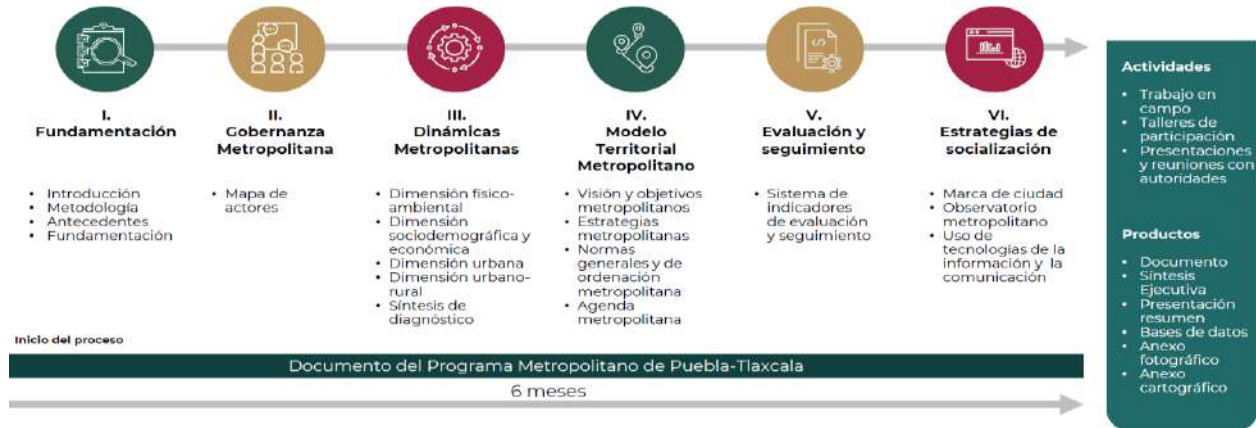 I.
Fundamentación
• Introducción
• Metodología
• Antecedentes
• Fundamentación
II.
Gobernanza
Metropolitana
• Mapa de
actores
III.
Dinámicas
Metropolitanas
• Dimensión físico-
ambiental
• Dimensión
sociodemográfica y
económica
• Dimensión urbana
• Dimensión urbano-
rural
• Síntesis de
diagnóstico
IV.
Modelo
Territorial
Metropolitano
• Visión y objetivos
metropolitanos
• Estrategias
metropolitanas
• Normas
generales y de
ordenación
metropolitana
• Agenda
metropolitana
V.
Evaluación y
seguimiento
• Sistema de
indicadores
de evaluación
y seguimiento
VI.
Estrategias de
socialización
• Marca de ciudad
• Observatorio
metropolitano
• Uso de
tecnologías de la
información y la
comunicación
Actividades
• Trabajo en
campo
• Talleres de
participación
• Presentaciones
y reuniones con
autoridades
Productos
• Documento
• Síntesis
Ejecutiva
• Presentación
resumen
• Bases de datos
• Anexo
fotográfico
• Anexo
cartográfico
Inicio del proceso
Documento del Programa Metropolitano de Puebla-Tlaxcala
6 meses